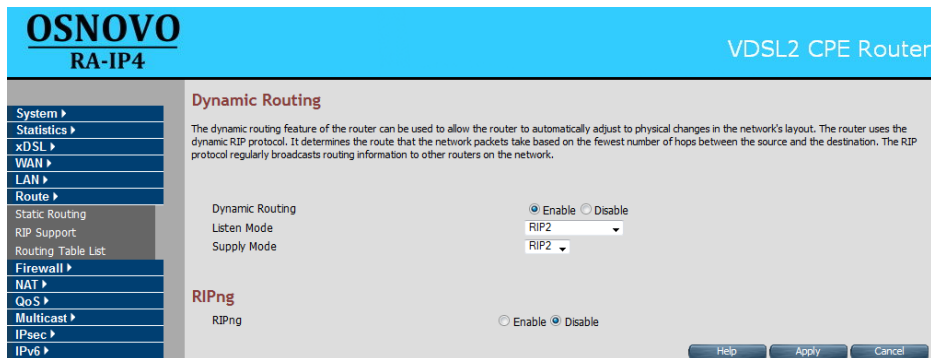 OSNOVO
RA-IP4
VDSL2 CPE Router
System
Statistics
xDSL
WAN
LAN
Route
Static Routing
RIP Support
Routing Table List
Firewall
NAT
QoS
Multicast
IPsec
IPv6
Dynamic Routing
The dynamic routing feature of the router can be used to allow the router to automatically adjust to physical changes in the network's layout. The router uses the
dynamic RIP protocol. It determines the route that the network packets take based on the fewest number of hops between the source and the destination. The RIP
protocol regularly broadcasts routing information to other routers on the network.
Dynamic Routing Enable Disable
Listen Mode RIP2
Supply Mode RIP2
RIPng
RIPng Enable Disable
Help Apply Cancel